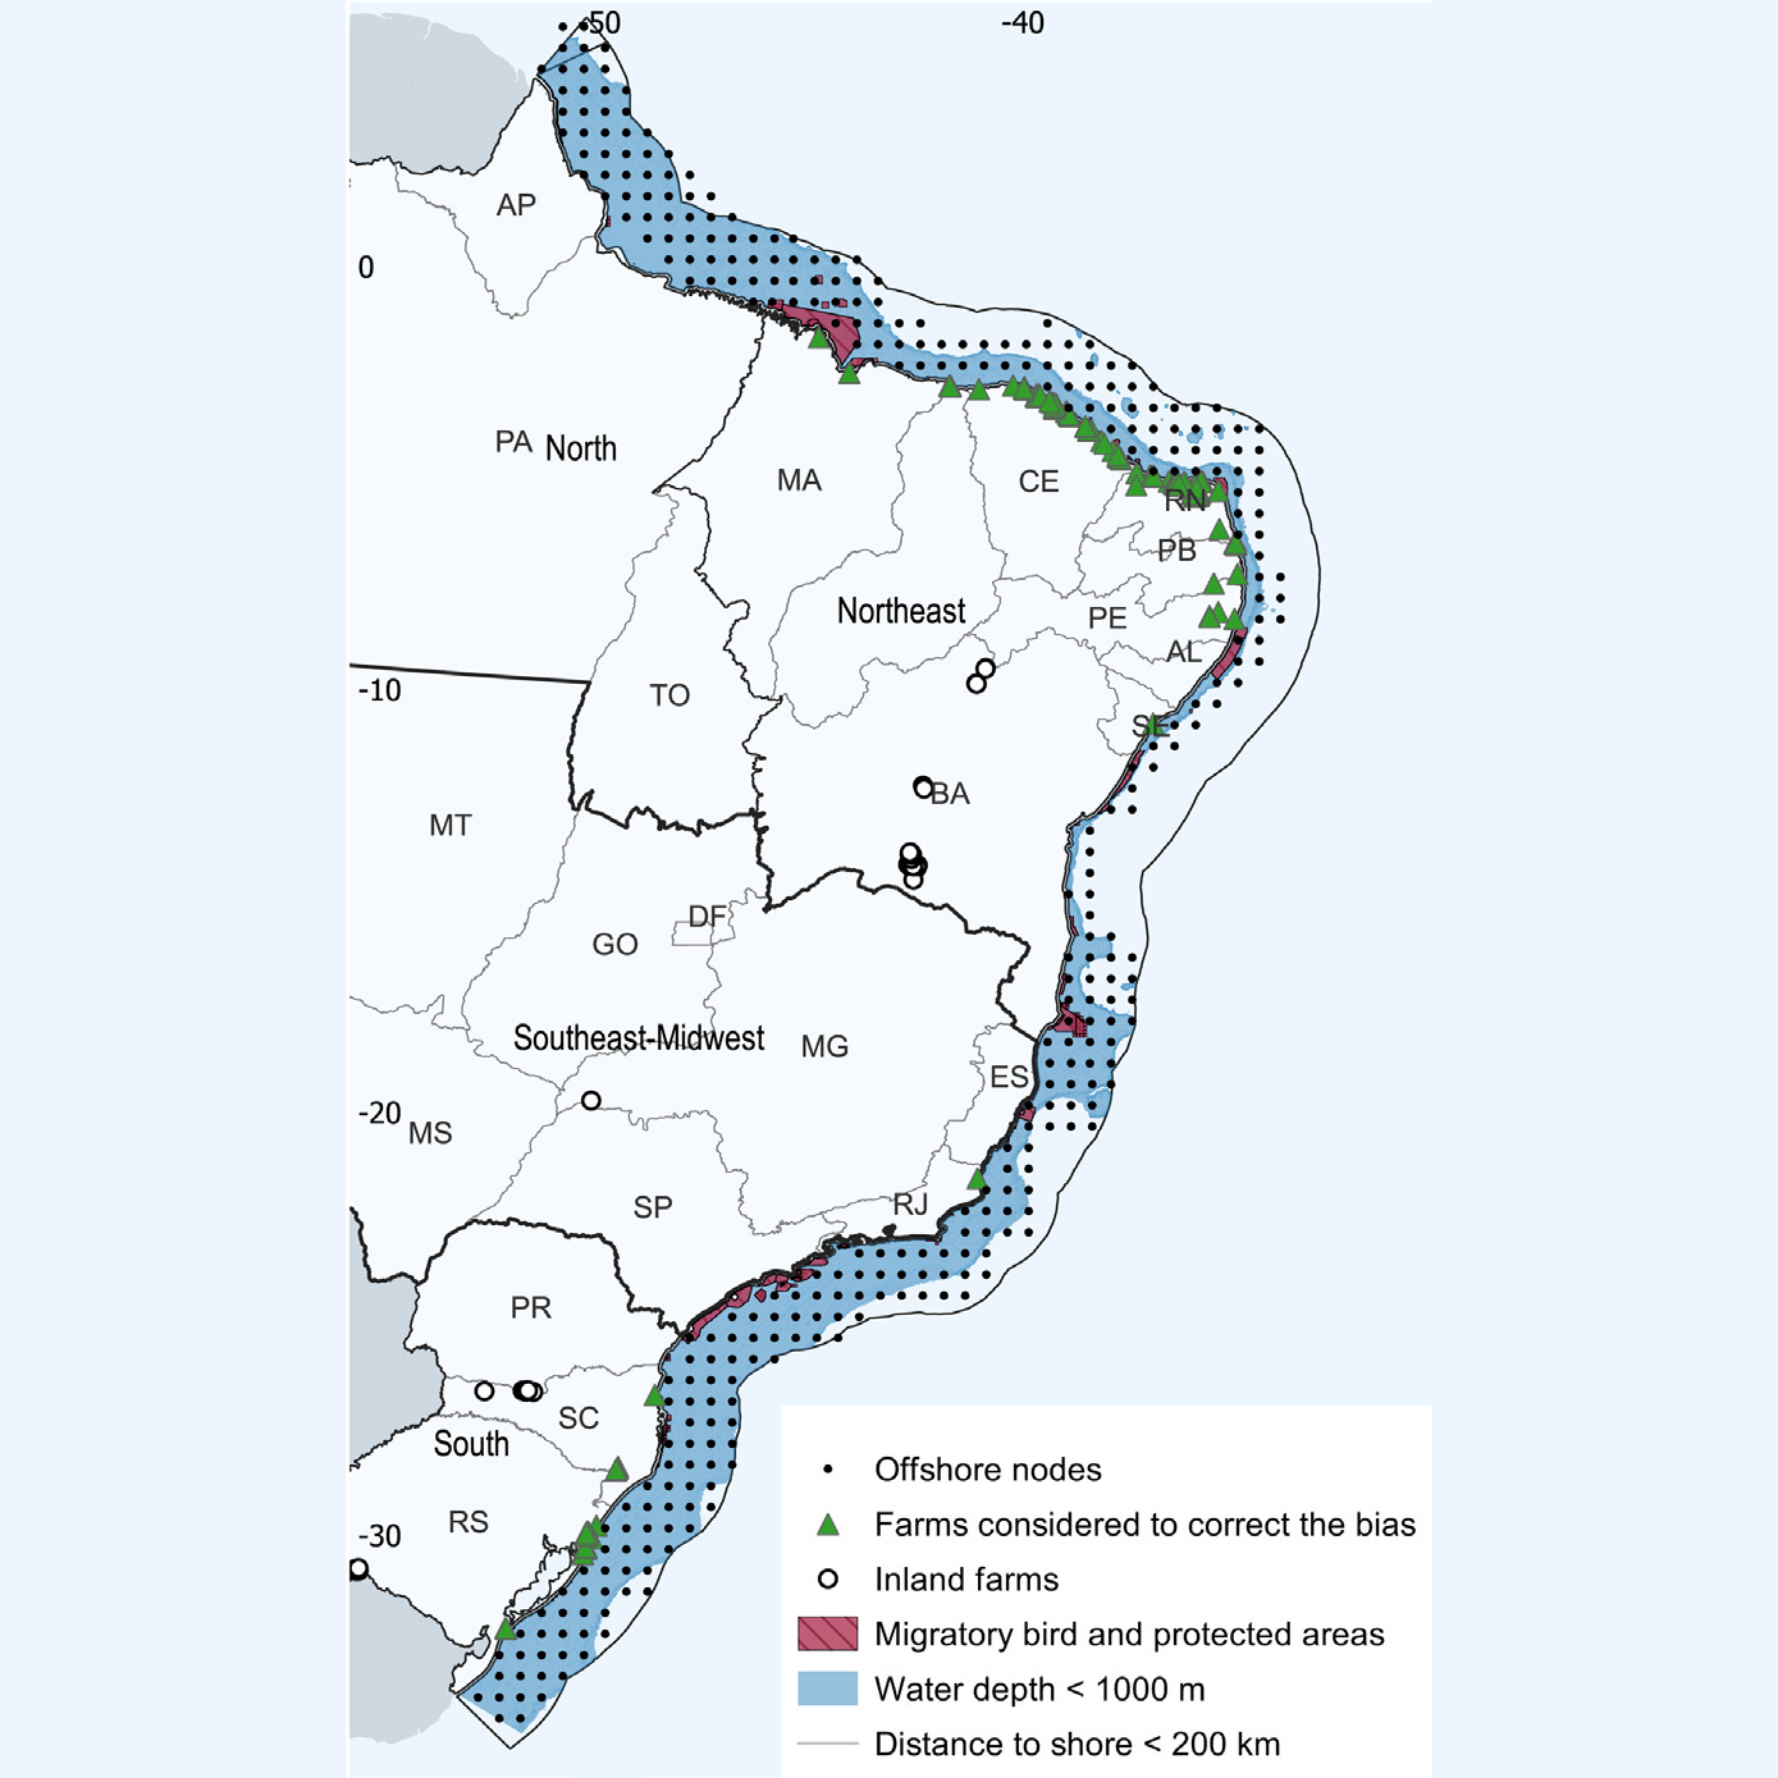 -50
-40
AP
0
PA
North
MA
CE
RN
PB
Northeast
PE
AL
-10
TO
SE
BA
MT
DF
GO
Southeast-Midwest
MG
ES
-20
MS
SP
RJ
PR
SC
South
RS
-30
Offshore nodes
Farms considered to correct the bias
Inland farms
Migratory bird and protected areas
Water depth < 1000 m
Distance to shore < 200 km